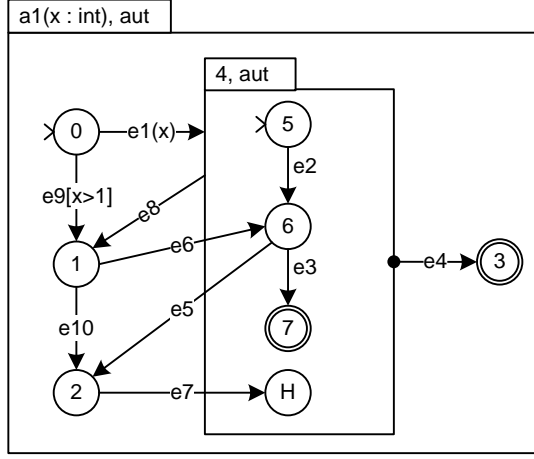 a1(x : int), aut
4, aut
0
e1(x)
5
e2
e9[x>1]
e8
6
1
e6
e3
e4
3
e10
e5
7
2
e7
H